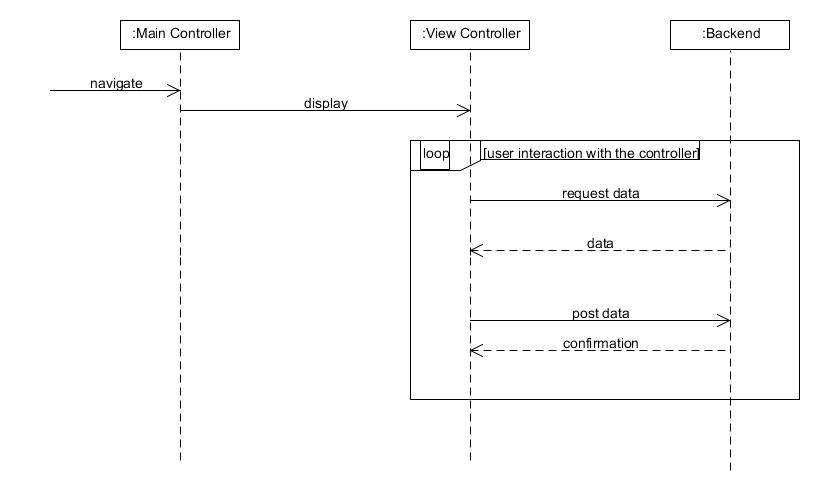 :Main Controller
:View Controller
:Backend
navigate
display
loop
[user interaction with the controller]
request data
data
post data
confirmation